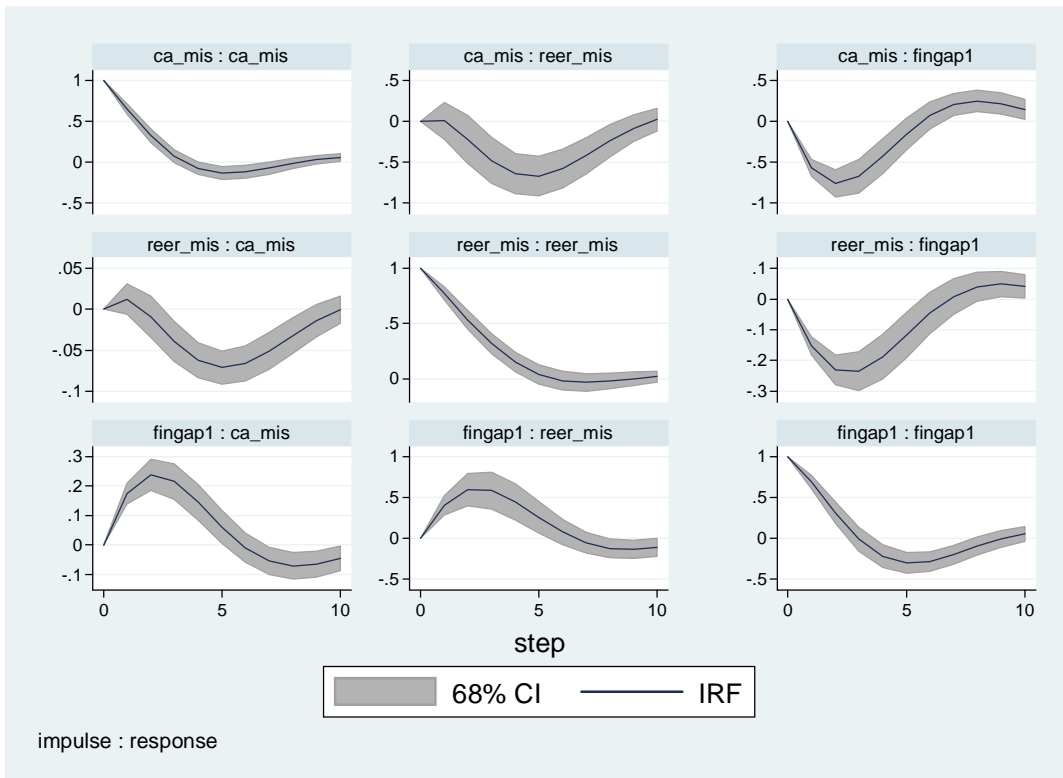 ca_mis : ca_mis
1
.5
0
-.5
ca_mis : reer_mis
.5
0
-.5
-1
ca_mis : fingap1
.5
0
-.5
-1
reer_mis : ca_mis
.05
0
-.05
-.1
reer_mis : reer_mis
1
.5
0
reer_mis : fingap1
.1
0
-.1
-.2
-.3
fingap1 : ca_mis
.3
.2
.1
0
-.1
0 5 10
fingap1 : reer_mis
1
.5
0
-.5
0 5 10
fingap1 : fingap1
1
.5
0
-.5
0 5 10
step
68% CI IRF
impulse : response